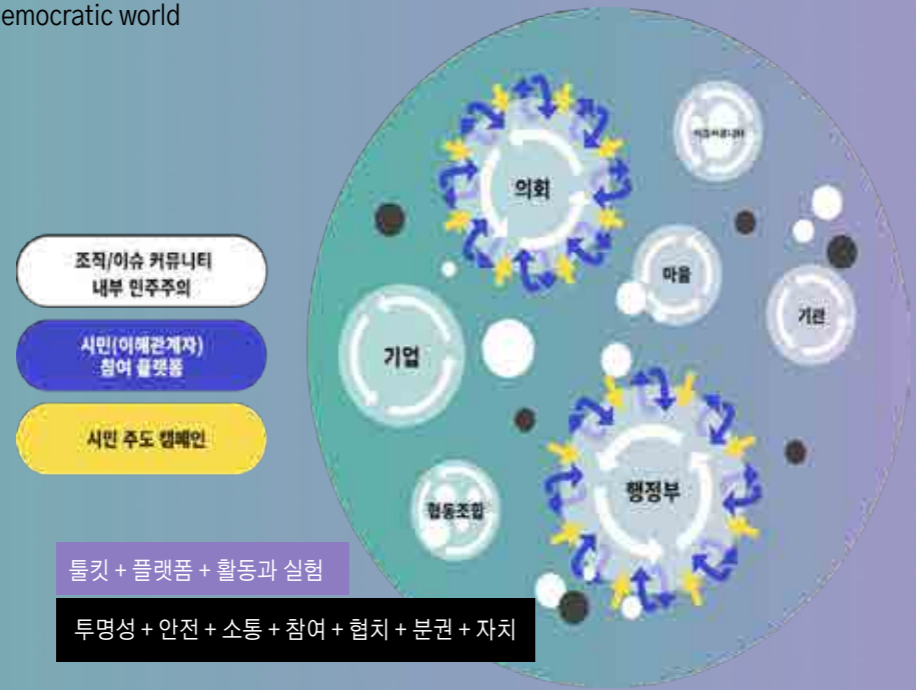 emocratic world
의회
마을
기관
기업
행정부
협동조합
조직/이슈 커뮤니티
내부 민주주의
시민(이해관계자)
참여 플랫폼
시민 주도 캠페인
툴킷 + 플랫폼 + 활동과 실험
투명성 + 안전 + 소통 + 참여 + 협치 + 분권 + 자치